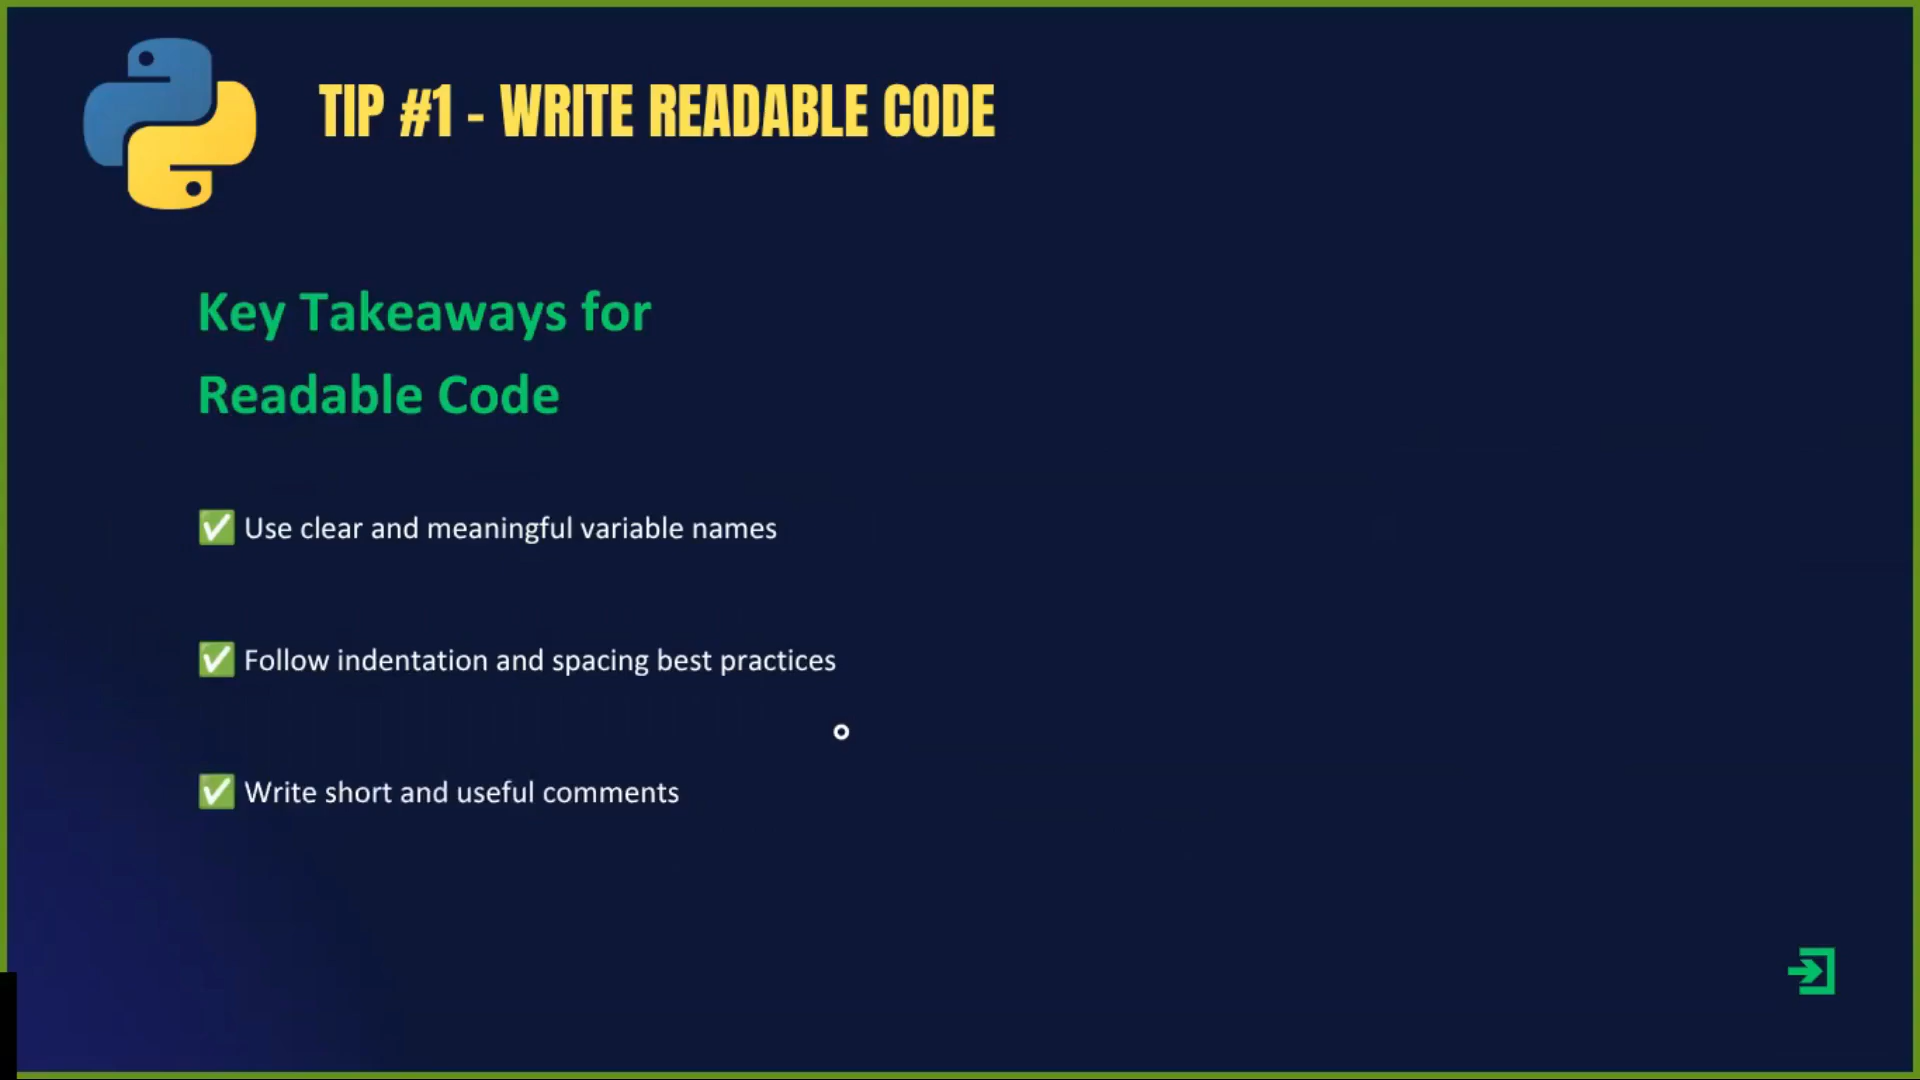 TIP #1 - WRITE READABLE CODE
Key Takeaways for
Readable Code
✅ Use clear and meaningful variable names
✅ Follow indentation and spacing best practices
✅ Write short and useful comments